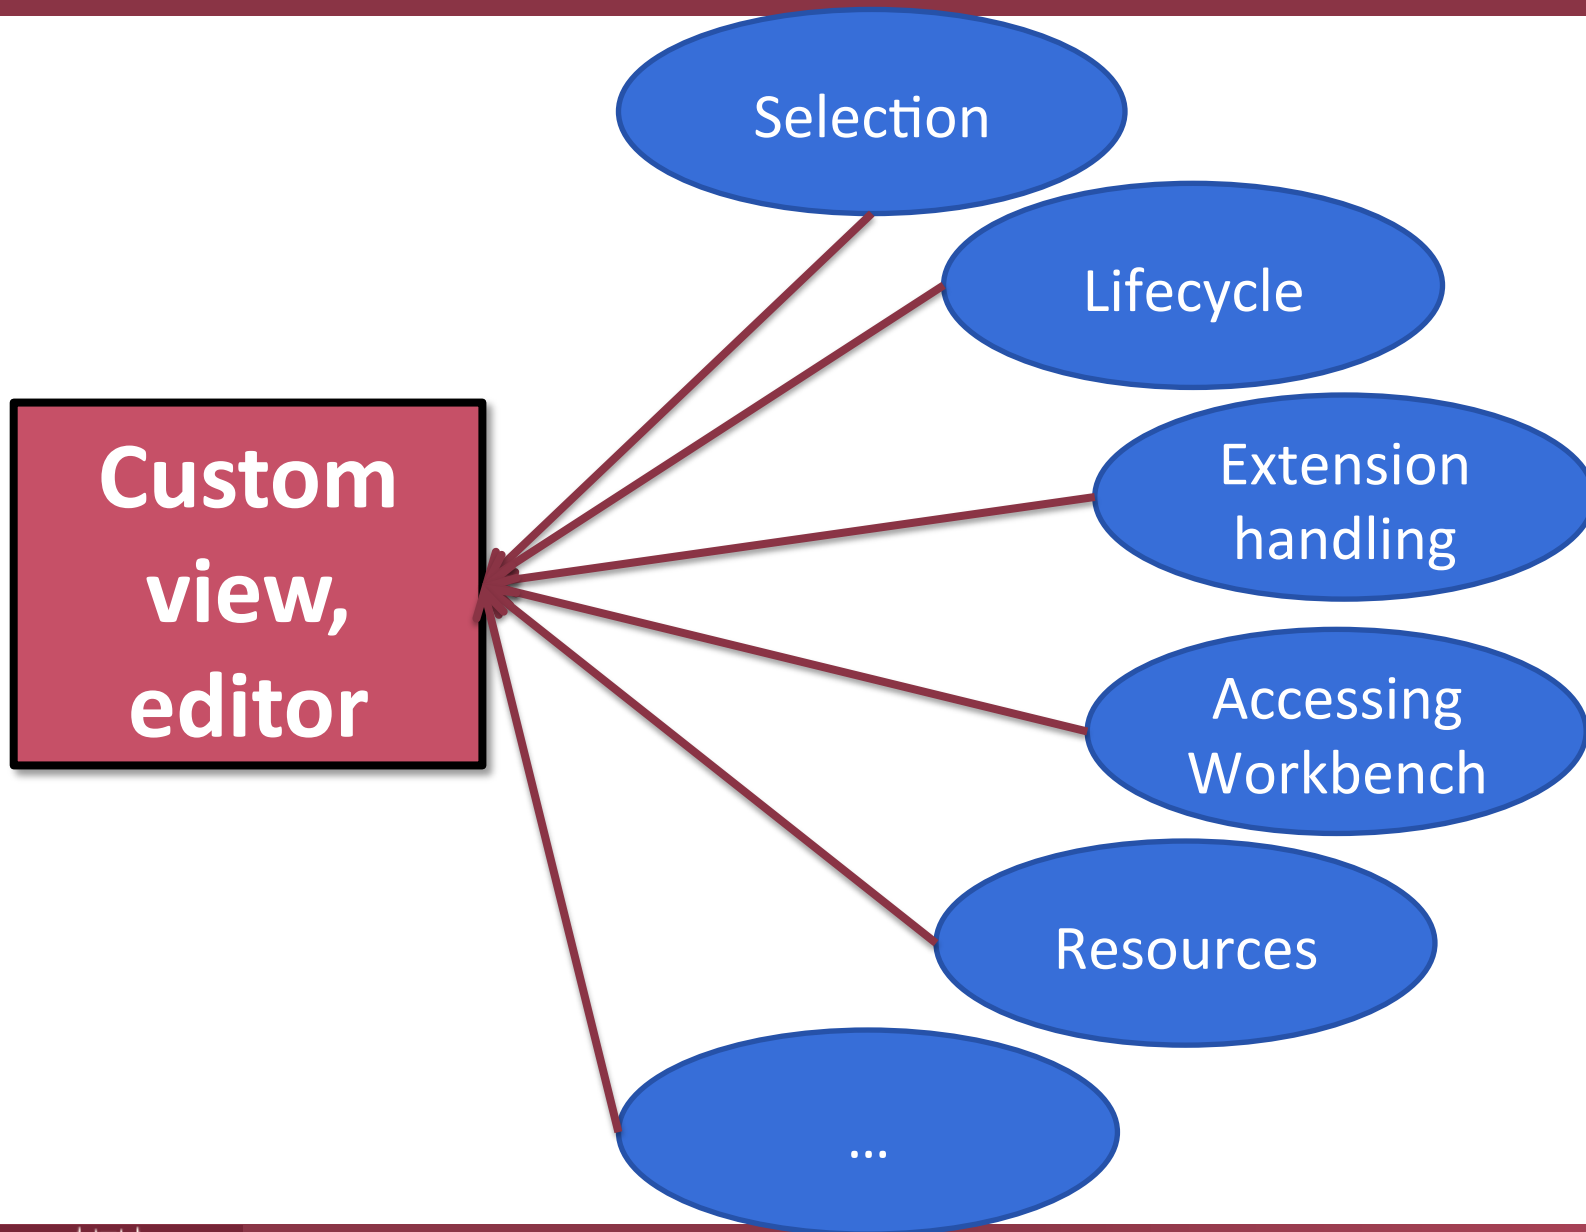 Selection
Lifecycle
Custom
view,
editor
Extension
handling
Accessing
Workbench
Resources
...